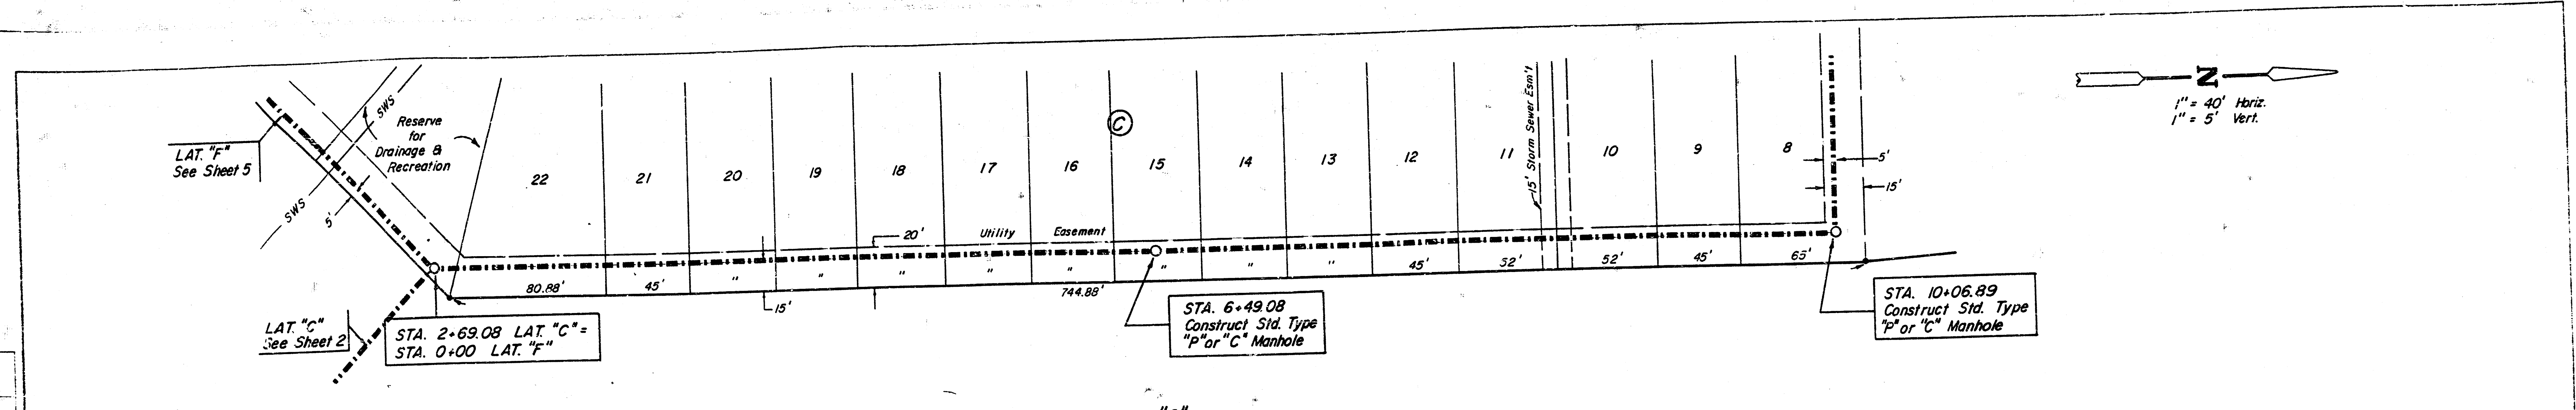 LAT. "F"
See Sheet 5
SWS
SWS
5'
Reserve
for
Drainage &
Recreation
22
21
20
19
18
17
16
15
14
13
12
11
10
9
8
C
15' Storm Sewer Esm't
5'
15'
N
1" = 40' Horiz.
1" = 5' Vert.
20'
Utility Easement
80.88'
45'
"
"
"
"
"
"
"
"
45'
52'
52'
45'
65'
15'
744.88'
LAT. "C"
See Sheet 2
STA. 2+69.08 LAT. "C" =
STA. 0+00 LAT. "F"
STA. 6+49.08
Construct Std. Type
"P" or "C" Manhole
STA. 10+06.89
Construct Std. Type
"P" or "C" Manhole